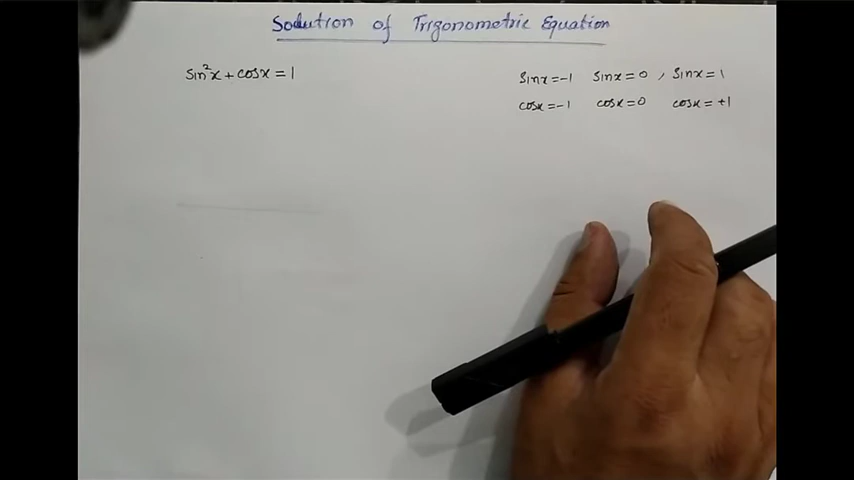 Solution of Trigonometric Equation
sin²x + cosx = 1
sinx = -1 sinx = 0 , sinx = 1
cosx = -1 cosx = 0 cosx = +1